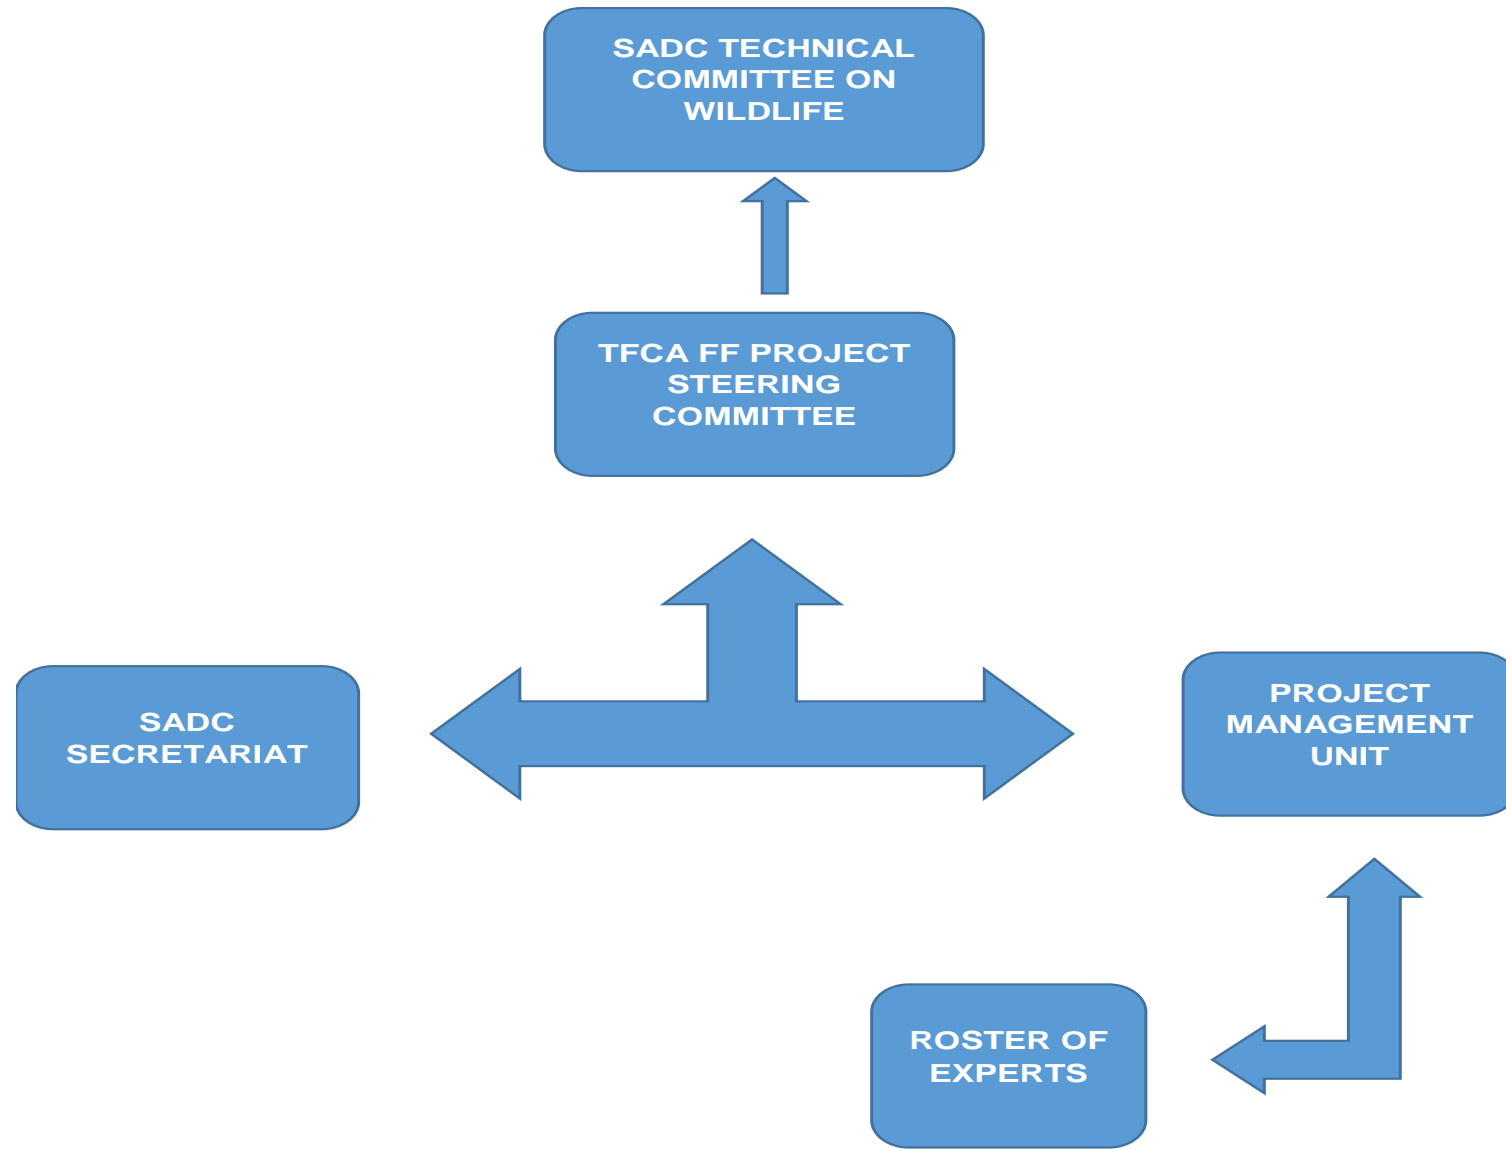 SADC TECHNICAL
COMMITTEE ON
WILDLIFE
TFCA FF PROJECT
STEERING
COMMITTEE
SADC
SECRETARIAT
PROJECT
MANAGEMENT
UNIT
ROSTER OF
EXPERTS